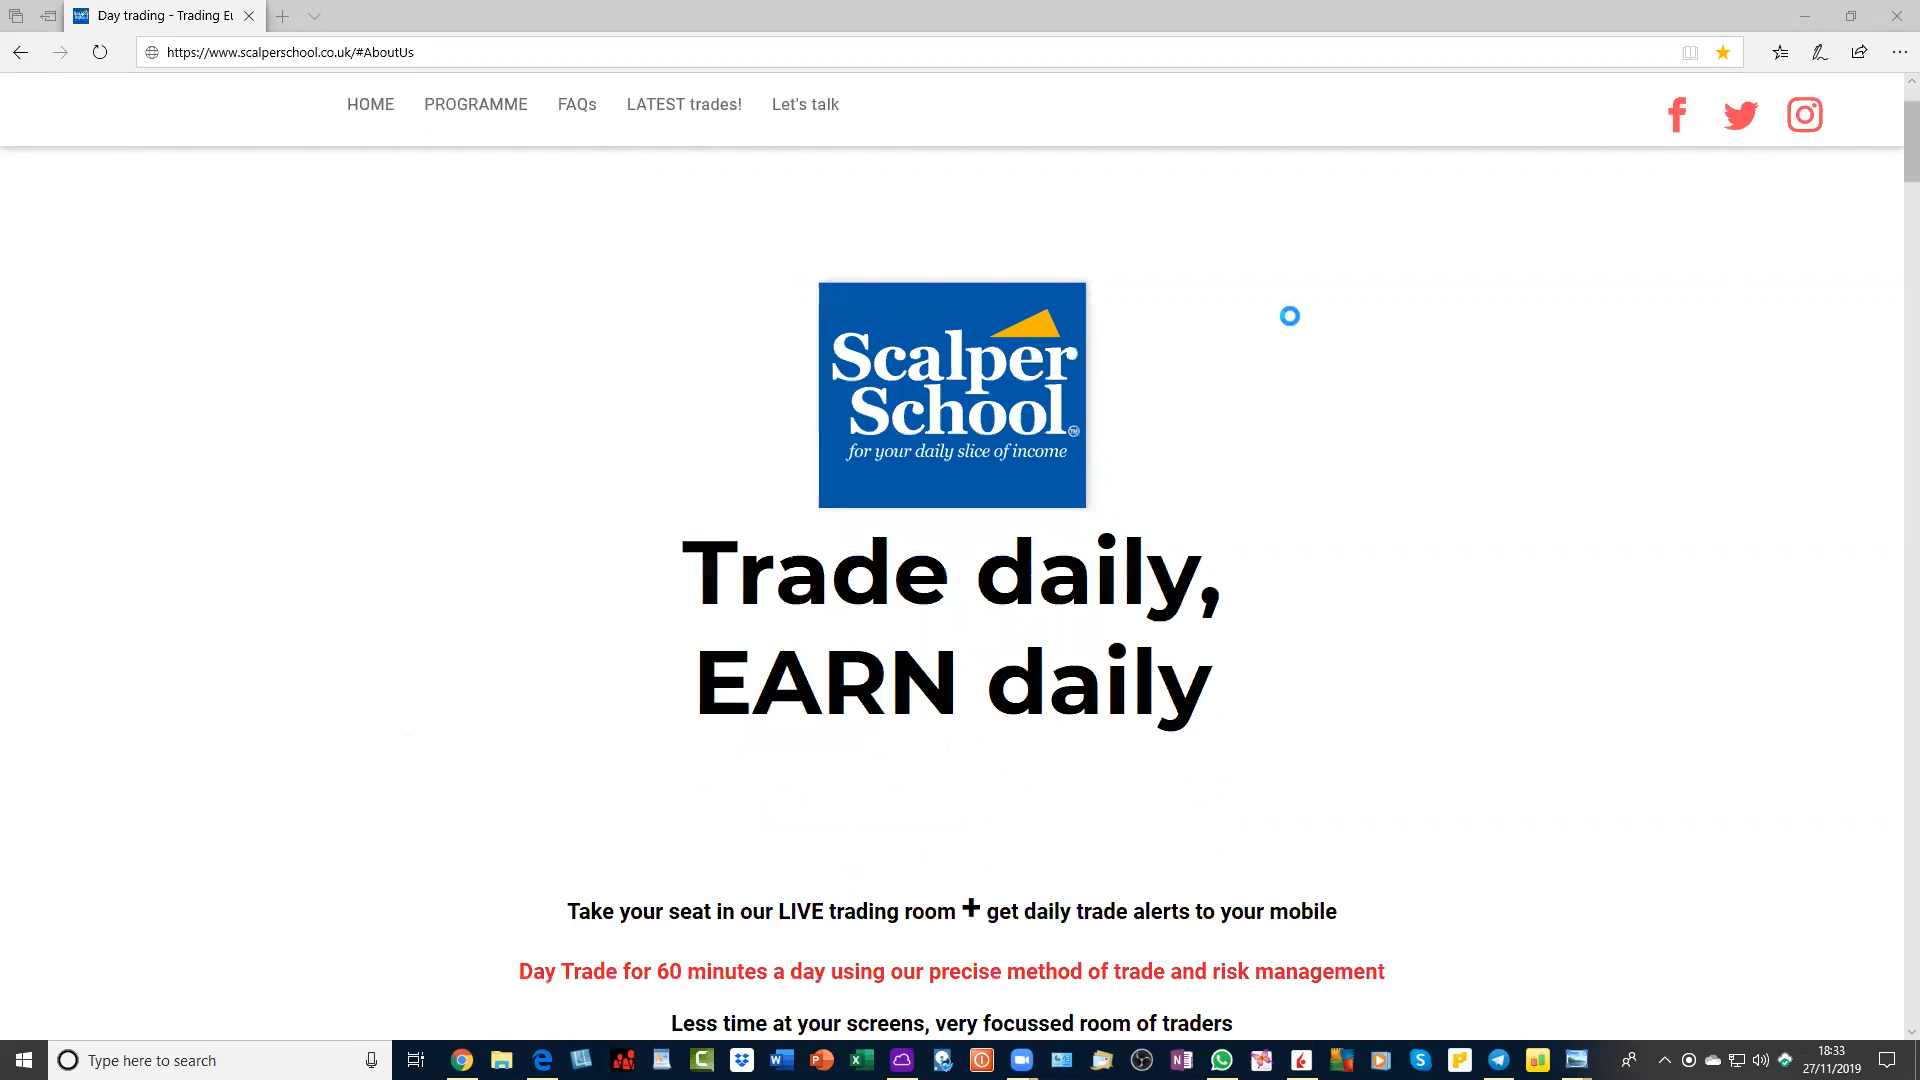 Day trading - Trading Eu
https://www.scalperschool.co.uk/#AboutUs
HOME PROGRAMME FAQs LATEST trades! Let's talk
Scalper
School
TM
for your daily slice of income
Trade daily,
EARN daily
Take your seat in our LIVE trading room + get daily trade alerts to your mobile
Day Trade for 60 minutes a day using our precise method of trade and risk management
Less time at your screens, very focussed room of traders
Type here to search
18:33
27/11/2019